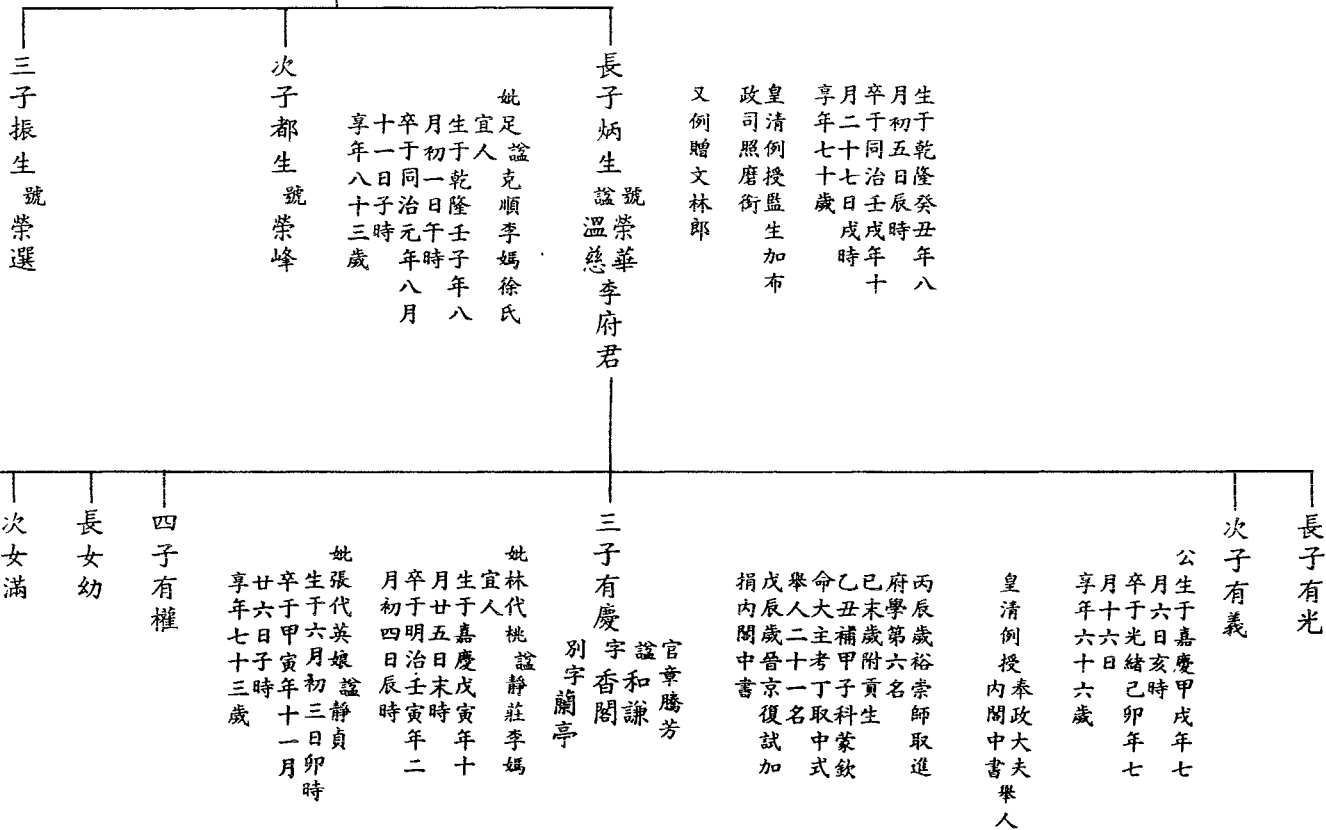 生于乾隆癸丑年八
月初五日辰時
卒于同治壬戌年十
月二十七日戌時
享年七十歲
皇清例授監生加布
政司照磨銜
又例贈文林郎
長子炳生 號榮華 諡溫慈 李府君
妣足諡克順李媽徐氏
宜人
生于乾隆壬子年八
月初一日午時
卒于同治元年八月
十一日子時
享年八十三歲
次子都生 號榮峰
三子振生 號榮選
長子有光
次子有義
公生于嘉慶甲戌年七
月六日亥時
卒于光緒己卯年七
月十六日
享年六十六歲
皇清例授奉政大夫
內閣中書舉人
丙辰歲裕崇師取進
府學第六名
已未歲附貢生
乙丑補甲子科蒙欽
命大主考丁取中式
舉人二十一名
戊辰歲晉京復試加
捐內閣中書
三子有慶
官章騰芳
諡和謙
字香閣
別字蘭亭
妣林代桃諡靜莊李媽
宜人
生于嘉慶戊寅年十
月廿五日未時
卒于明治壬寅年二
月初四日辰時
妣張代英娘諡靜貞
生于六月初三日卯時
卒于甲寅年十一月
廿六日子時
享年七十三歲
四子有權
長女幼
次女滿